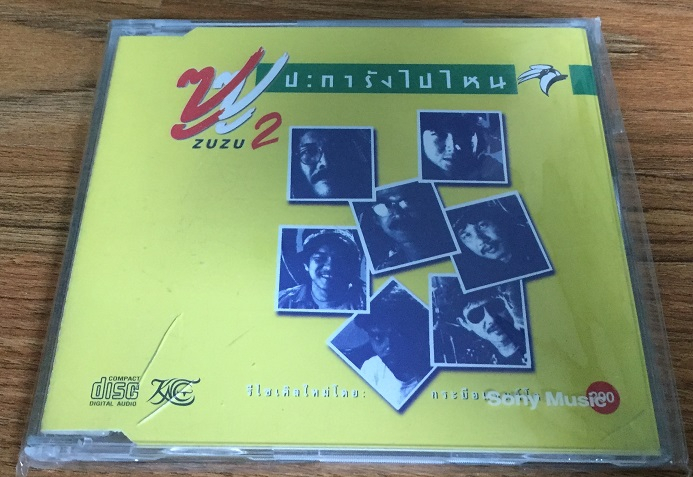 ซูซู
ปะการังไปไหน
ZUZU 2
COMPACT
disc
DIGITAL AUDIO
รีไซเคิลใหม่โดย:
Sony Music